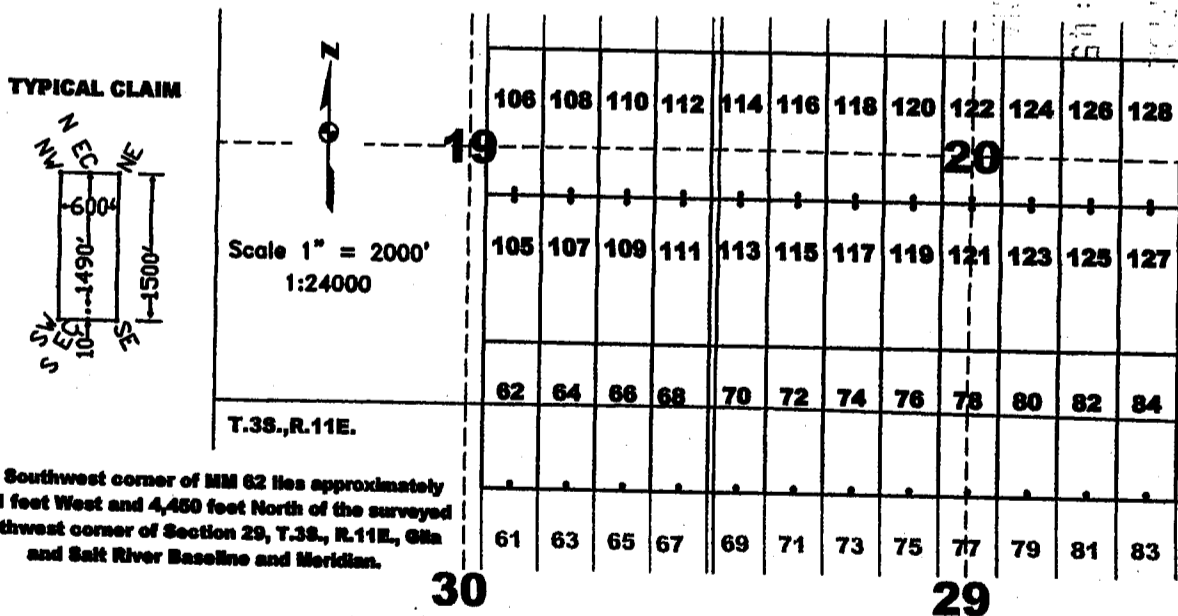 TYPICAL CLAIM
N
NW EC NE
600'
1490'
1500'
10'
SW EC SE
S
N
Scale 1" = 2000'
1:24000
T.3S.,R.11E.
Southwest corner of MM 62 lies approximately
feet West and 4,450 feet North of the surveyed
thwest corner of Section 29, T.3S., R.11E., Gila
and Salt River Baseline and Meridian.
106 108 110 112 114 116 118 120 122 124 126 128
19 20
105 107 109 111 113 115 117 119 121 123 125 127
62 64 66 68 70 72 74 76 78 80 82 84
61 63 65 67 69 71 73 75 77 79 81 83
30 29